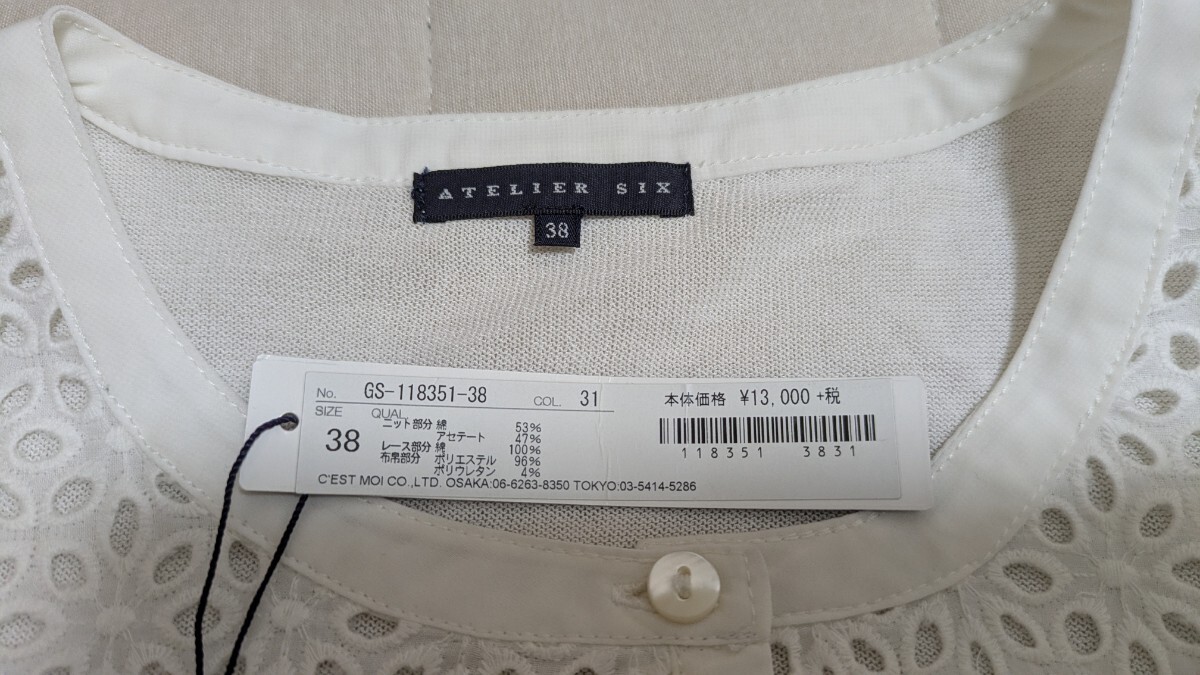 ATELIER SIX
38
No. GS-118351-38 COL. 31
本体価格 ¥13,000 +税
SIZE QUAL.
38
ニット部分 綿 53%
アセテート 47%
レース部分 綿 100%
布帛部分 ポリエステル 96%
ポリウレタン 4%
118351 3831
C'EST MOI CO.,LTD. OSAKA:06-6263-8350 TOKYO:03-5414-5286